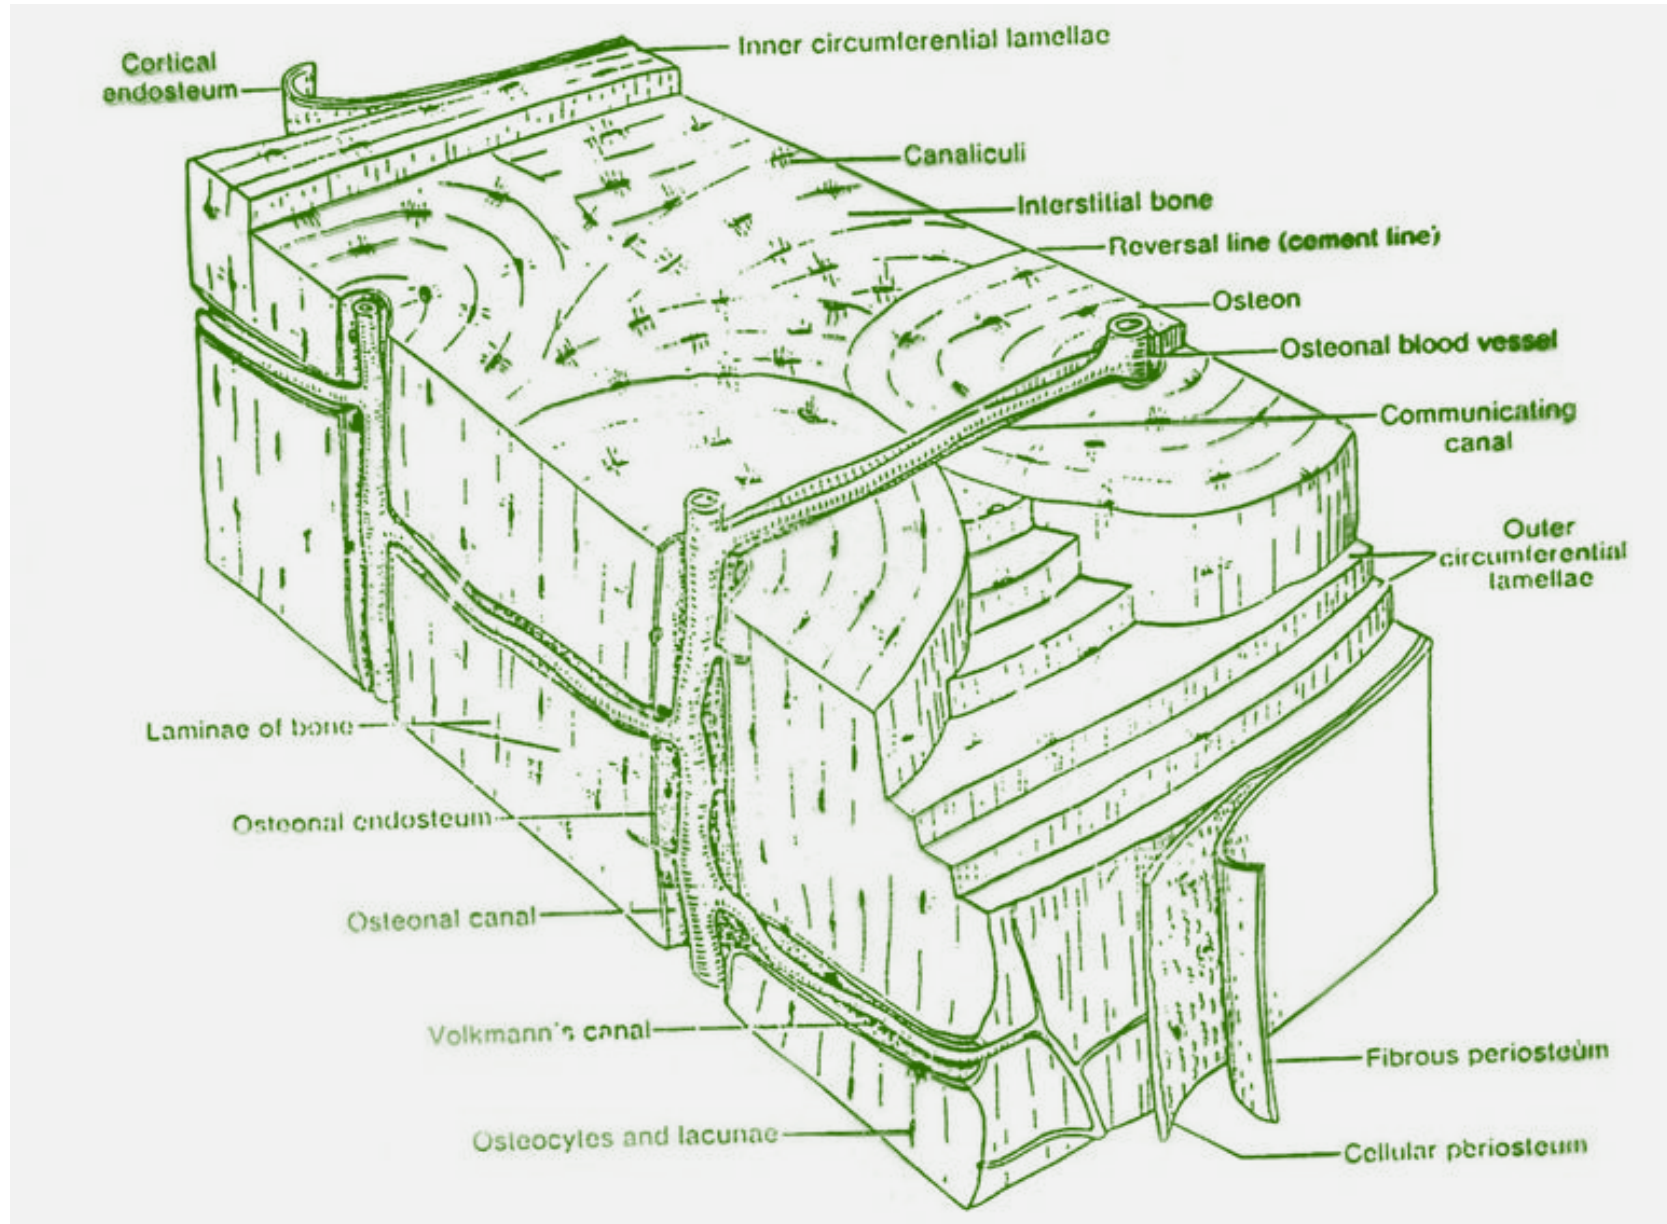 Inner circumferential lamellae
Cortical
endosteum
Canaliculi
Interstitial bone
Reversal line (cement line)
Osteon
Osteonal blood vessel
Communicating
canal
Outer
circumferential
lamellae
Laminae of bone
Osteonal endosteum
Osteonal canal
Volkmann's canal
Fibrous periosteum
Osteocytes and lacunae
Cellular periosteum